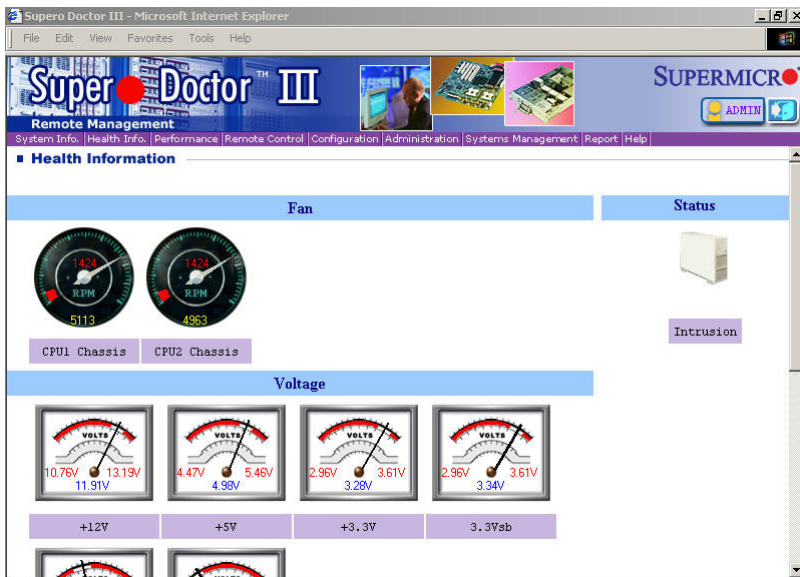 Supero Doctor III - Microsoft Internet Explorer
File Edit View Favorites Tools Help
Super Doctor™ III
Remote Management
SUPERMICRO
ADMIN
System Info. Health Info. Performance Remote Control Configuration Administration Systems Management Report Help
Health Information
Fan
Status
1424
RPM
5113
1424
RPM
4963
CPU1 Chassis
CPU2 Chassis
Intrusion
Voltage
VOLTS
10.76V 13.19V
11.91V
VOLTS
4.47V 5.46V
4.98V
VOLTS
2.96V 3.61V
3.28V
VOLTS
2.96V 3.61V
3.34V
+12V
+5V
+3.3V
3.3Vsb
VOLTS
VOLTS